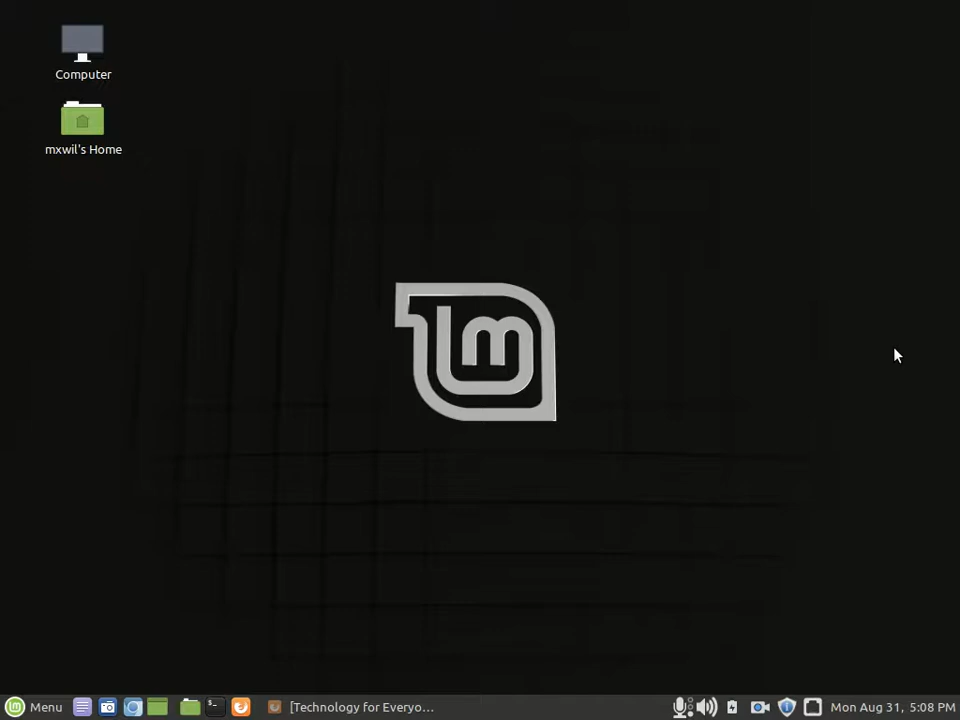 Computer
mxwil's Home
Menu
[Technology for Everyo...
Mon Aug 31, 5:08 PM